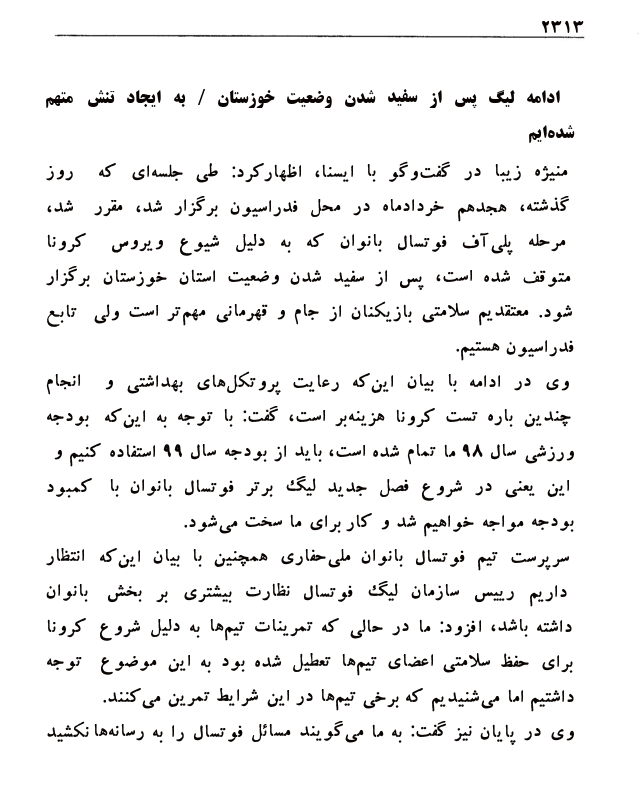 ۲۳۱۳
ادامه لیگ پس از سفید شدن وضعیت خوزستان / به ایجاد تنش متهم
شده‌ایم
منیژه زیبا در گفت‌وگو با ایسنا، اظهارکرد: طی جلسه‌ای که روز
گذشته، هجدهم خردادماه در محل فدراسیون برگزار شد، مقرر شد،
مرحله پلی‌آف فوتسال بانوان که به دلیل شیوع ویروس کرونا
متوقف شده است، پس از سفید شدن وضعیت استان خوزستان برگزار
شود. معتقدیم سلامتی بازیکنان از جام و قهرمانی مهم‌تر است ولی تابع
فدراسیون هستیم.
وی در ادامه با بیان این‌که رعایت پروتکل‌های بهداشتی و انجام
چندین باره تست کرونا هزینه‌بر است، گفت: با توجه به این‌که بودجه
ورزشی سال ۹۸ ما تمام شده است، باید از بودجه سال ۹۹ استفاده کنیم و
این یعنی در شروع فصل جدید لیگ برتر فوتسال بانوان با کمبود
بودجه مواجه خواهیم شد و کار برای ما سخت می‌شود.
سرپرست تیم فوتسال بانوان ملی‌حفاری همچنین با بیان این‌که انتظار
داریم رییس سازمان لیگ فوتسال نظارت بیشتری بر بخش بانوان
داشته باشد، افزود: ما در حالی که تمرینات تیم‌ها به دلیل شروع کرونا
برای حفظ سلامتی اعضای تیم‌ها تعطیل شده بود به این موضوع توجه
داشتیم اما می‌شنیدیم که برخی تیم‌ها در این شرایط تمرین می‌کنند.
وی در پایان نیز گفت: به ما می‌گویند مسائل فوتسال را به رسانه‌ها نکشید